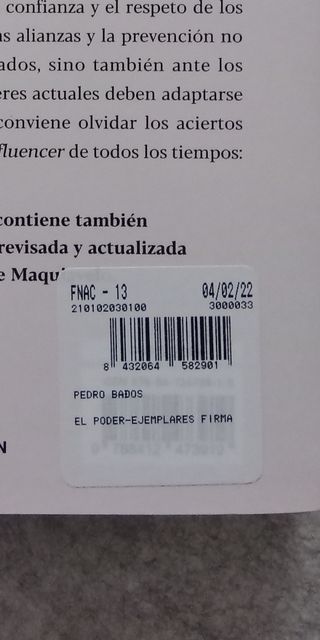 confianza y el respeto de los
alianzas y la prevención no
ados, sino también ante los
eres actuales deben adaptarse
conviene olvidar los aciertos
fluencer de todos los tiempos:
contiene también
revisada y actualizada
e Maqu
FNAC - 13 04/02/22
210102030100 3000033
8 432064 582901
PEDRO BADOS
EL PODER-EJEMPLARES FIRMA
N